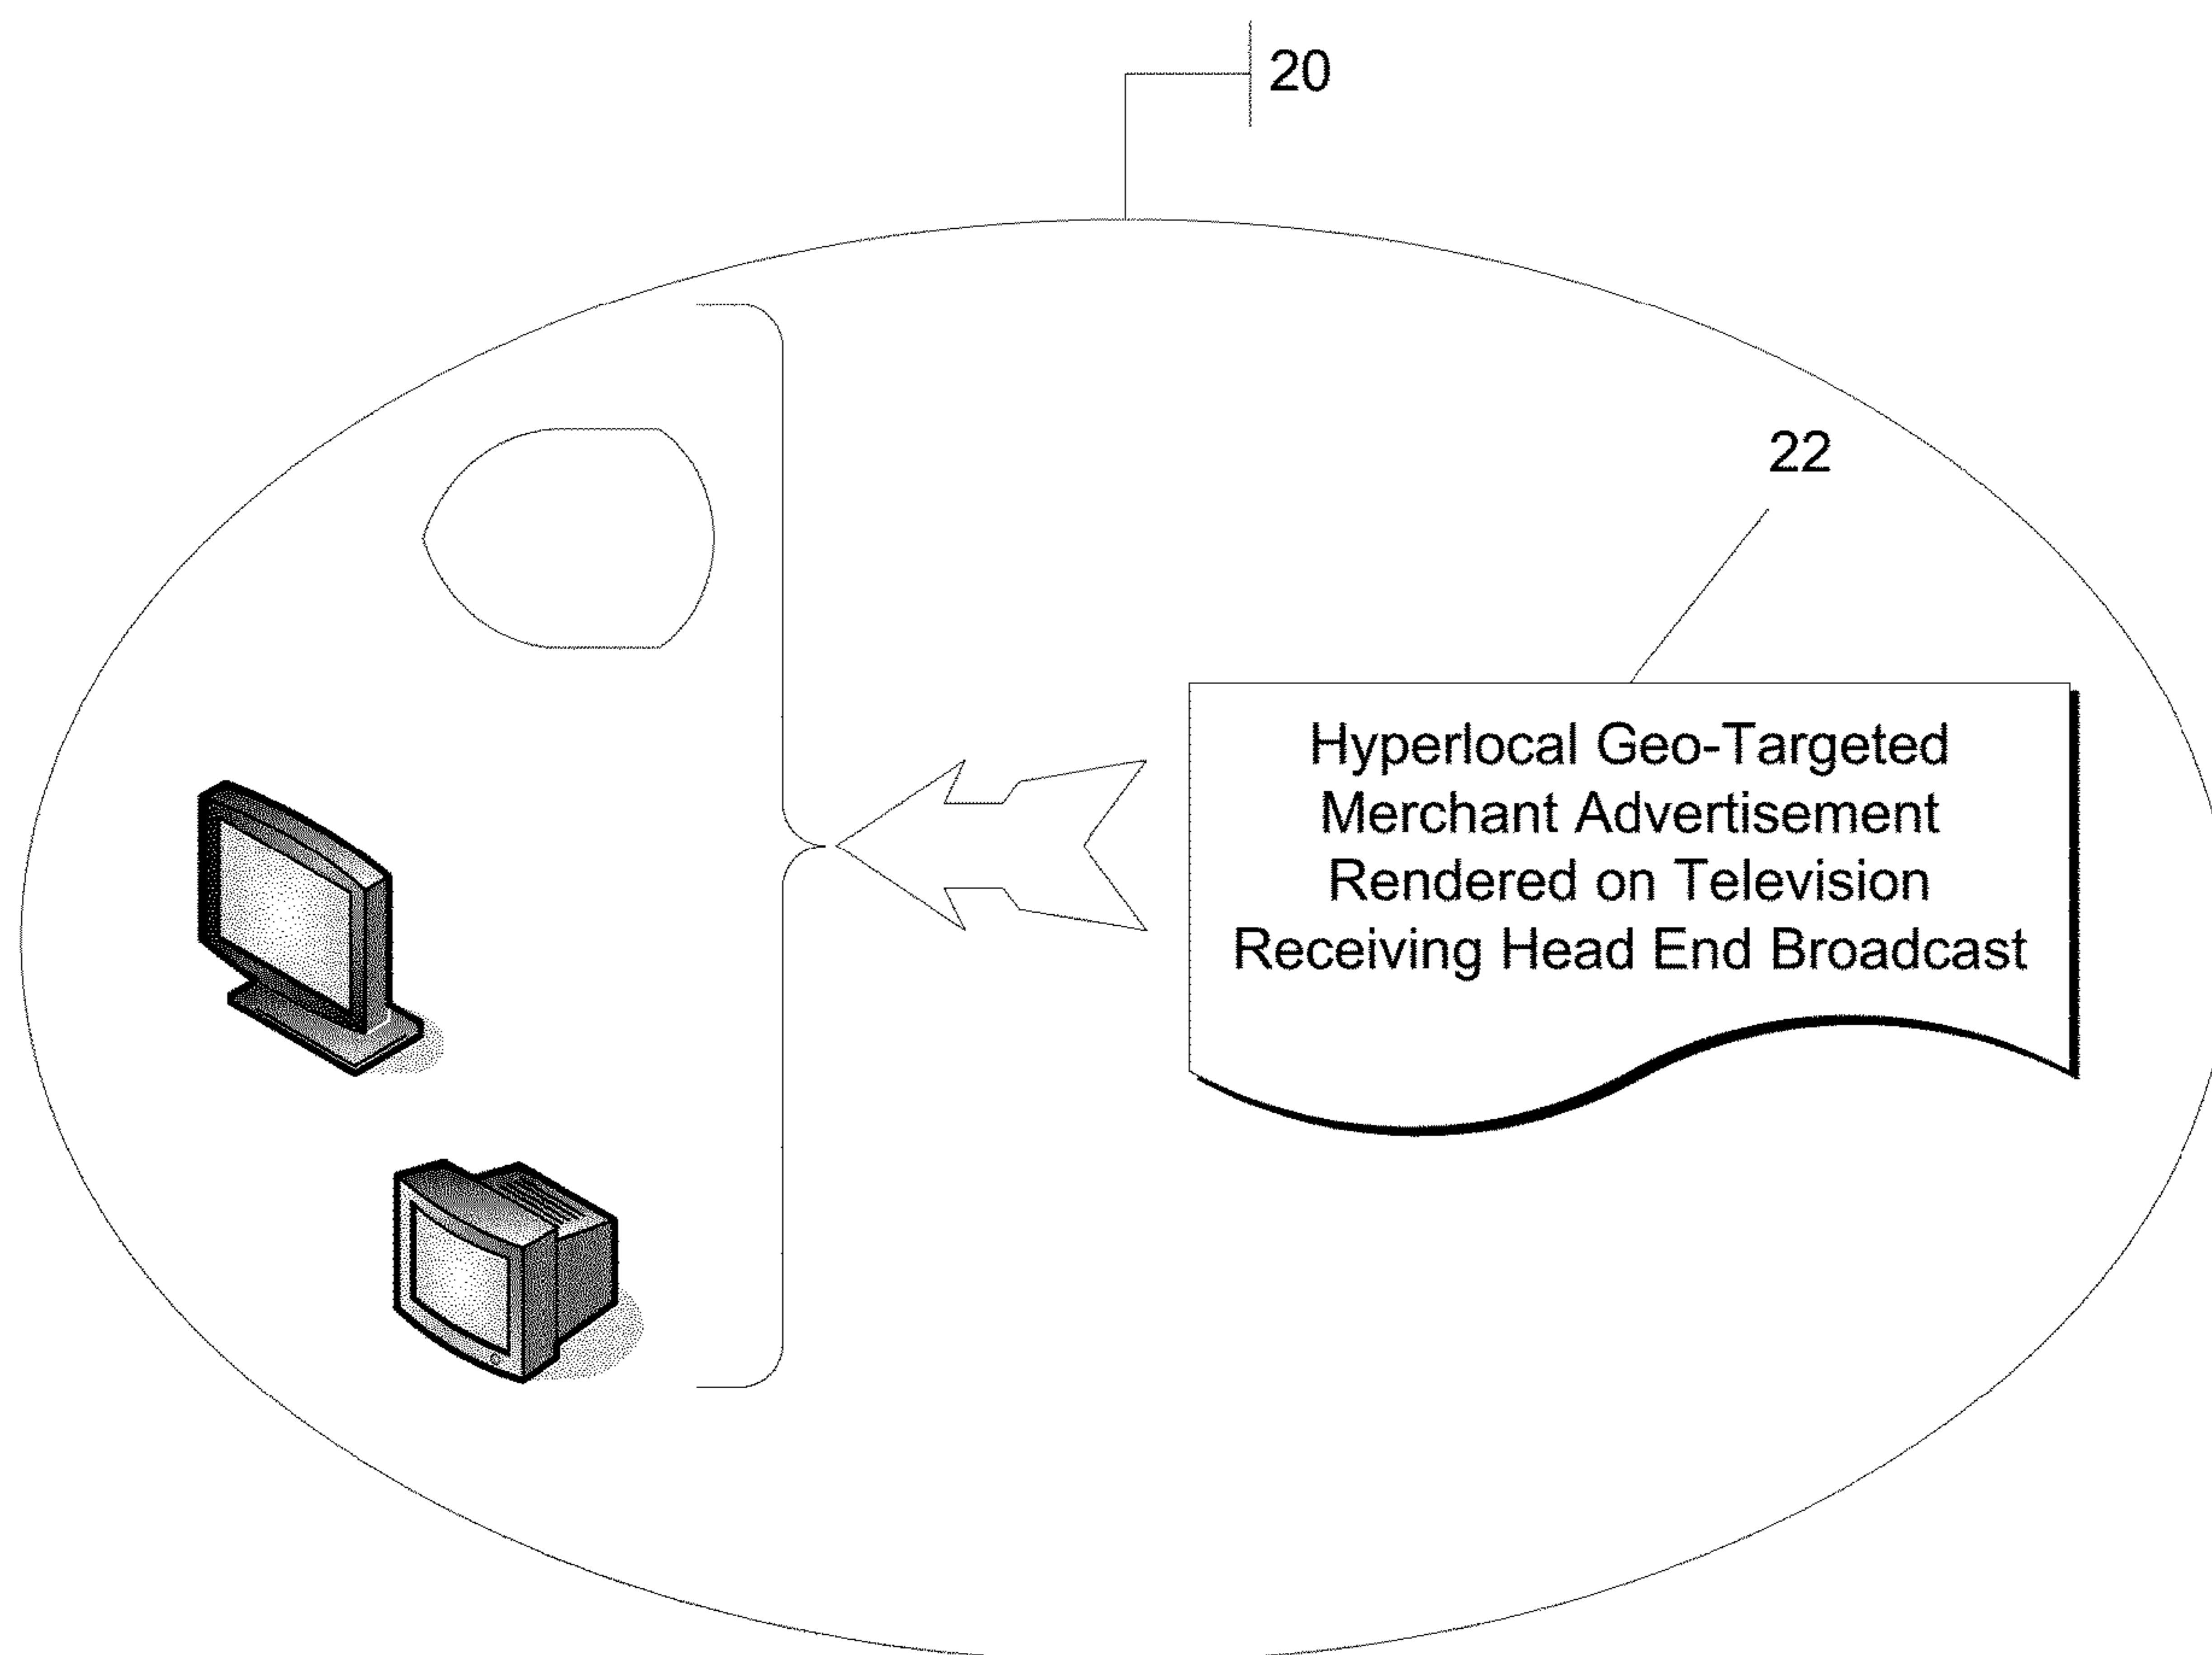 20
22
Hyperlocal Geo-Targeted
Merchant Advertisement
Rendered on Television
Receiving Head End Broadcast